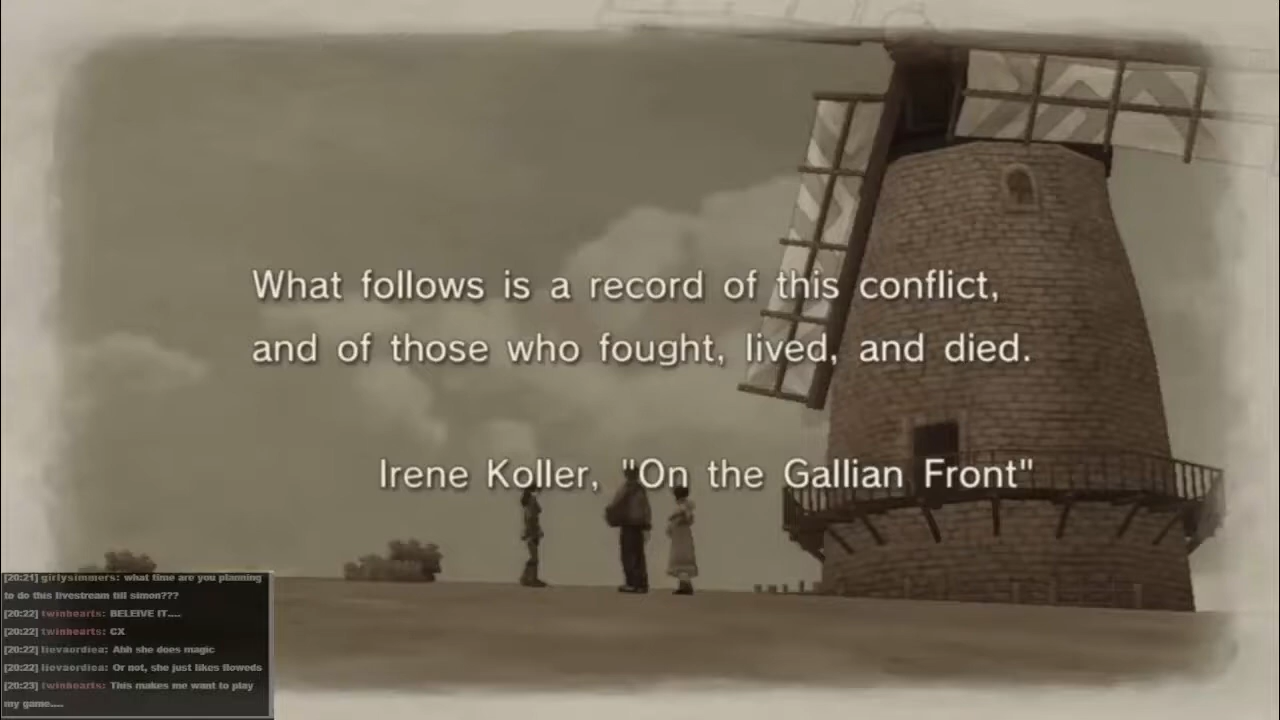 What follows is a record of this conflict,
and of those who fought, lived, and died.
Irene Koller, "On the Gallian Front"
[20:21] girlysimmers: what time are you planning
to do this livestream till simon???
[20:22] twinhearts: BELEIVE IT....
[20:22] twinhearts: CX
[20:22] lievaordiea: Ahh she does magic
[20:22] lievaordiea: Or not, she just likes floweds
[20:23] twinhearts: This makes me want to play
my game....